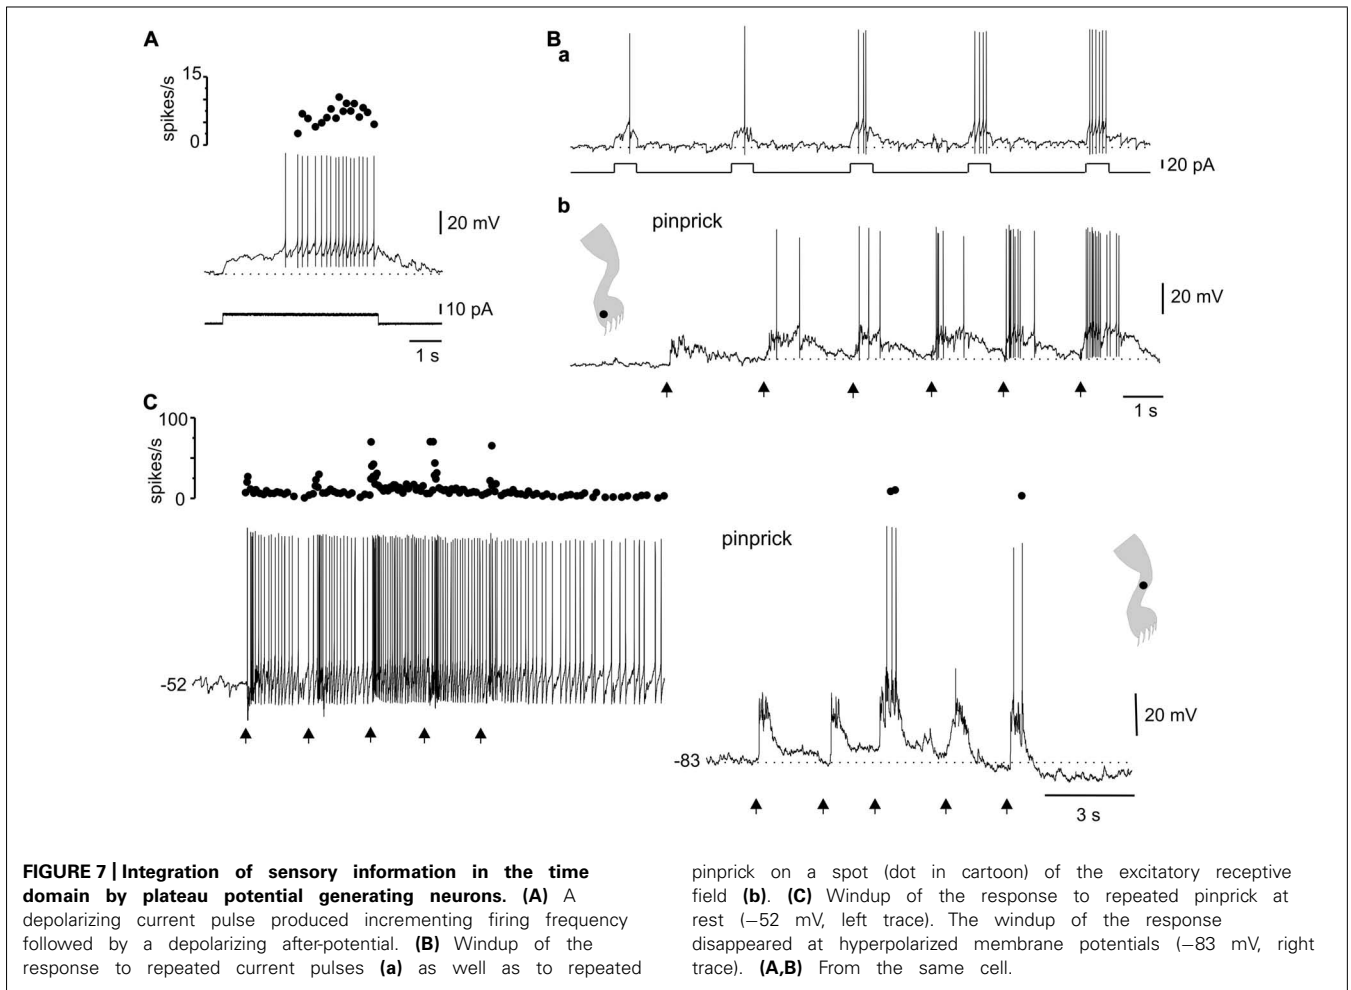 A
15
spikes/s
0
20 mV
10 pA
1 s
B
a
20 pA
b
pinprick
20 mV
1 s
C
100
spikes/s
0
-52
pinprick
-83
20 mV
3 s
FIGURE 7 | Integration of sensory information in the time
domain by plateau potential generating neurons. (A) A
depolarizing current pulse produced incrementing firing frequency
followed by a depolarizing after-potential. (B) Windup of the
response to repeated current pulses (a) as well as to repeated
pinprick on a spot (dot in cartoon) of the excitatory receptive
field (b). (C) Windup of the response to repeated pinprick at
rest (−52 mV, left trace). The windup of the response
disappeared at hyperpolarized membrane potentials (−83 mV, right
trace). (A,B) From the same cell.